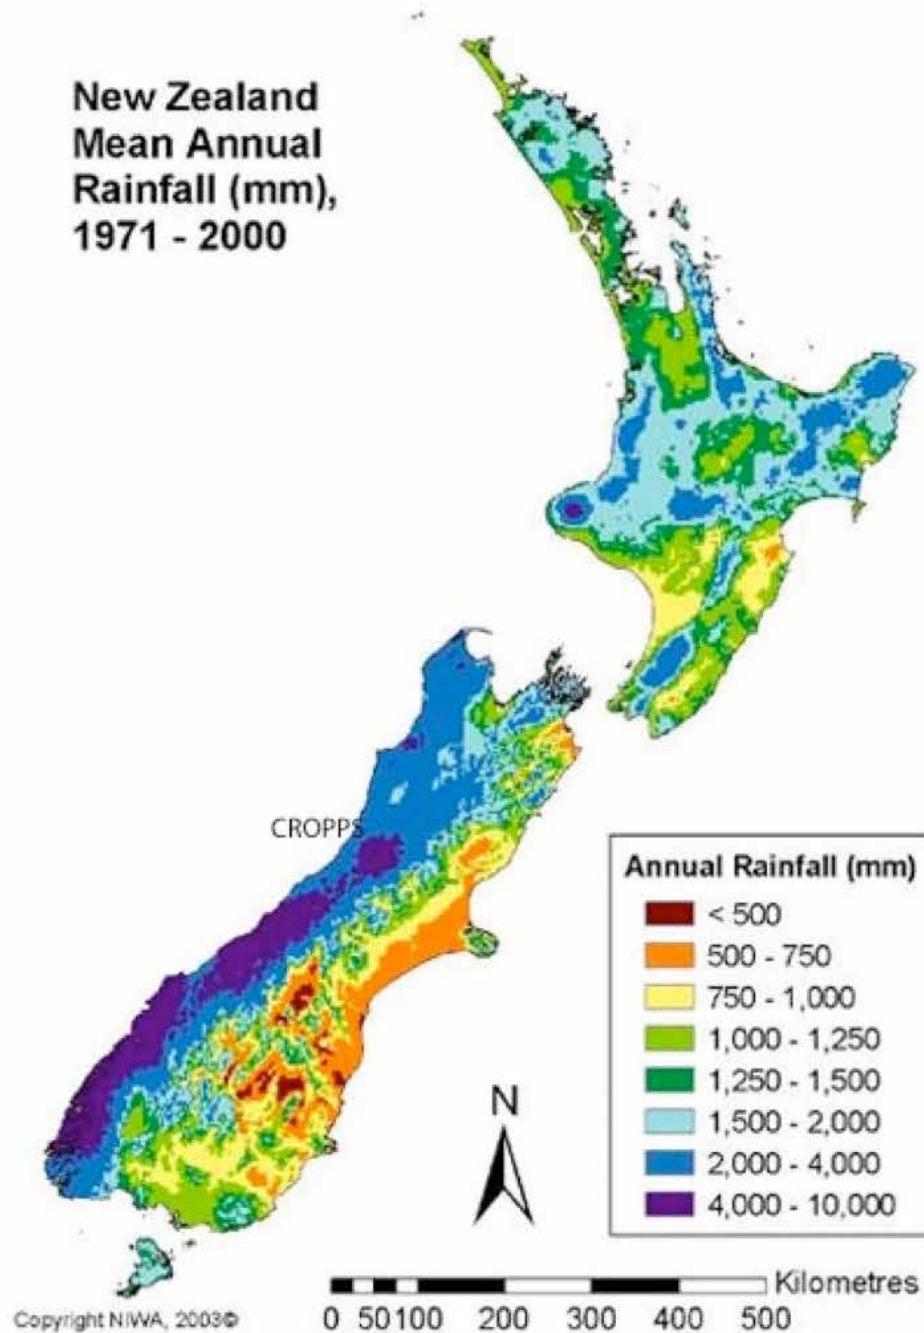 New Zealand
Mean Annual
Rainfall (mm),
1971 - 2000
CROPPS
Annual Rainfall (mm)
< 500
500 - 750
750 - 1,000
1,000 - 1,250
1,250 - 1,500
1,500 - 2,000
2,000 - 4,000
4,000 - 10,000
N
Kilometres
0 50 100 200 300 400 500
Copyright NIWA, 2003©